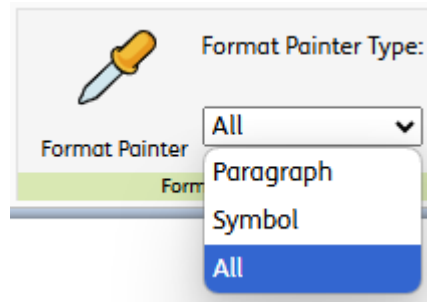 Format Painter Type:
All
Format Painter
Paragraph
Symbol
All